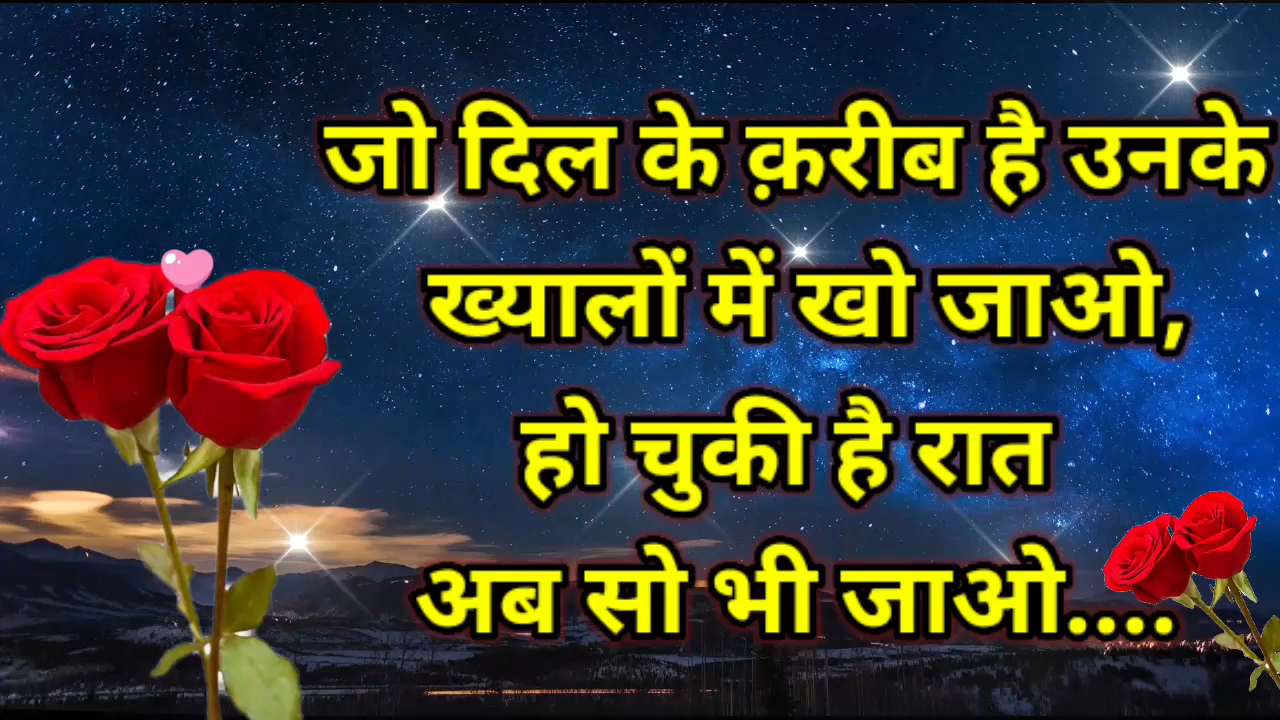 जो दिल के क़रीब है उनके
ख्यालों में खो जाओ,
हो चुकी है रात
अब सो भी जाओ....